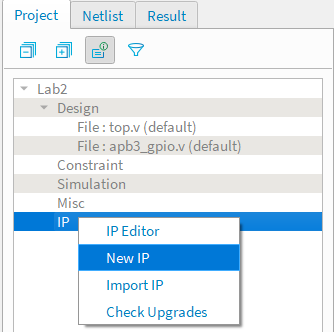 Project Netlist Result
Lab2
Design
File : top.v (default)
File : apb3_gpio.v (default)
Constraint
Simulation
Misc
IP
IP Editor
New IP
Import IP
Check Upgrades